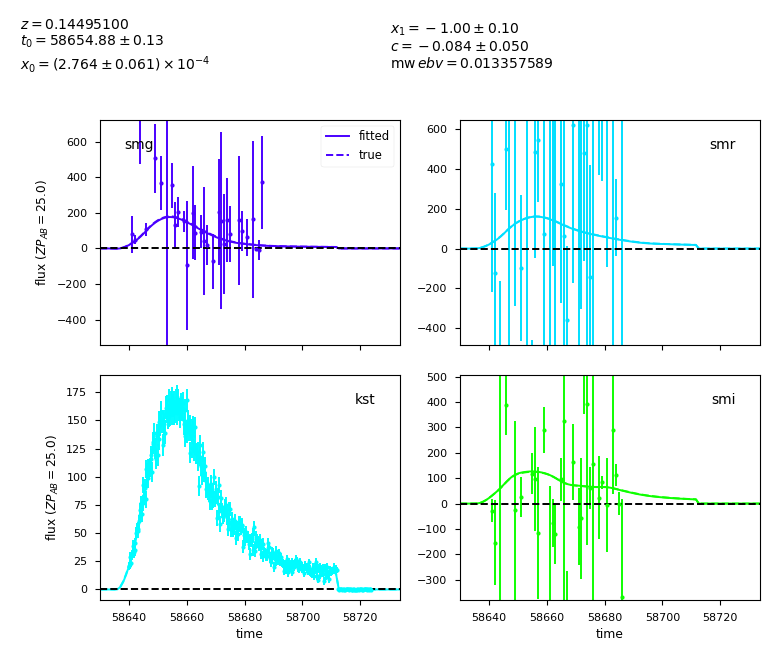 z = 0.14495100
t₀ = 58654.88 ± 0.13
x₀ = (2.764 ± 0.061) × 10⁻⁴
x₁ = −1.00 ± 0.10
c = −0.084 ± 0.050
mw ebv = 0.013357589
smg
fitted
true
600
400
200
0
−200
−400
flux (ZP_AB = 25.0)
smr
600
400
200
0
−200
−400
kst
175
150
125
100
75
50
25
0
flux (ZP_AB = 25.0)
58640 58660 58680 58700 58720
time
smi
500
400
300
200
100
0
−100
−200
−300
58640 58660 58680 58700 58720
time